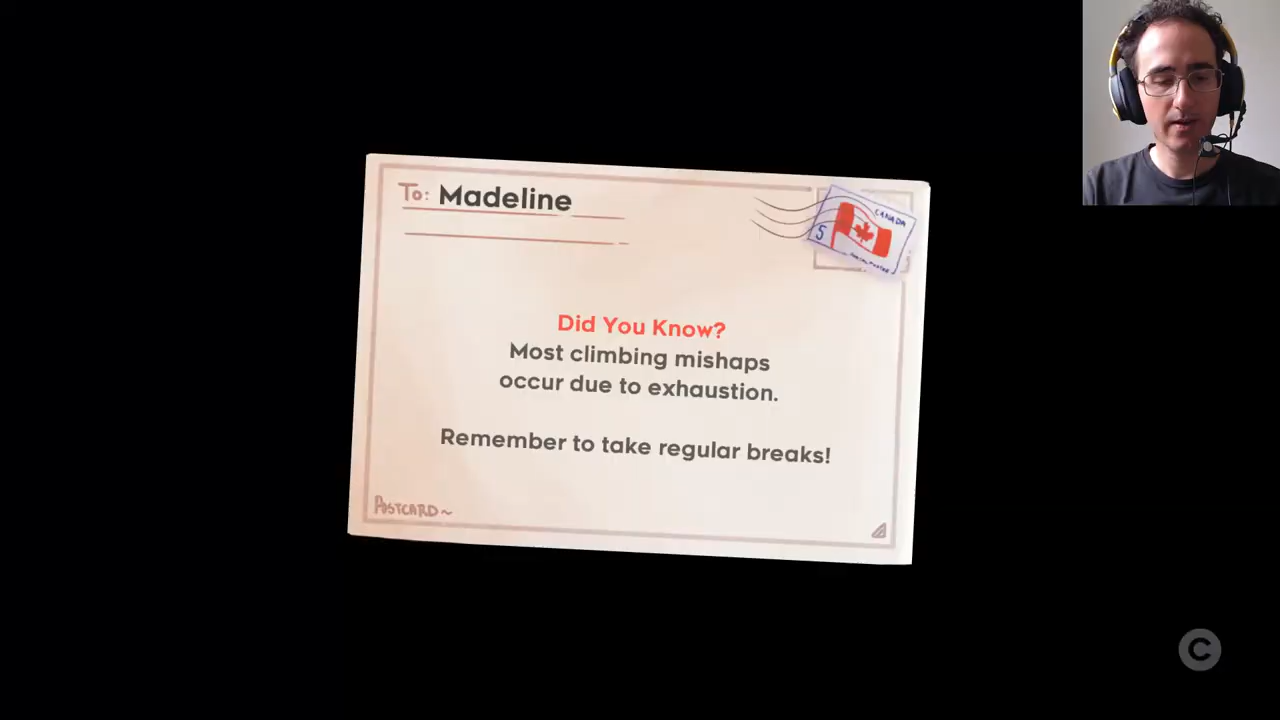 To: Madeline
CANADA
5
Did You Know?
Most climbing mishaps
occur due to exhaustion.
Remember to take regular breaks!
POSTCARD~
C